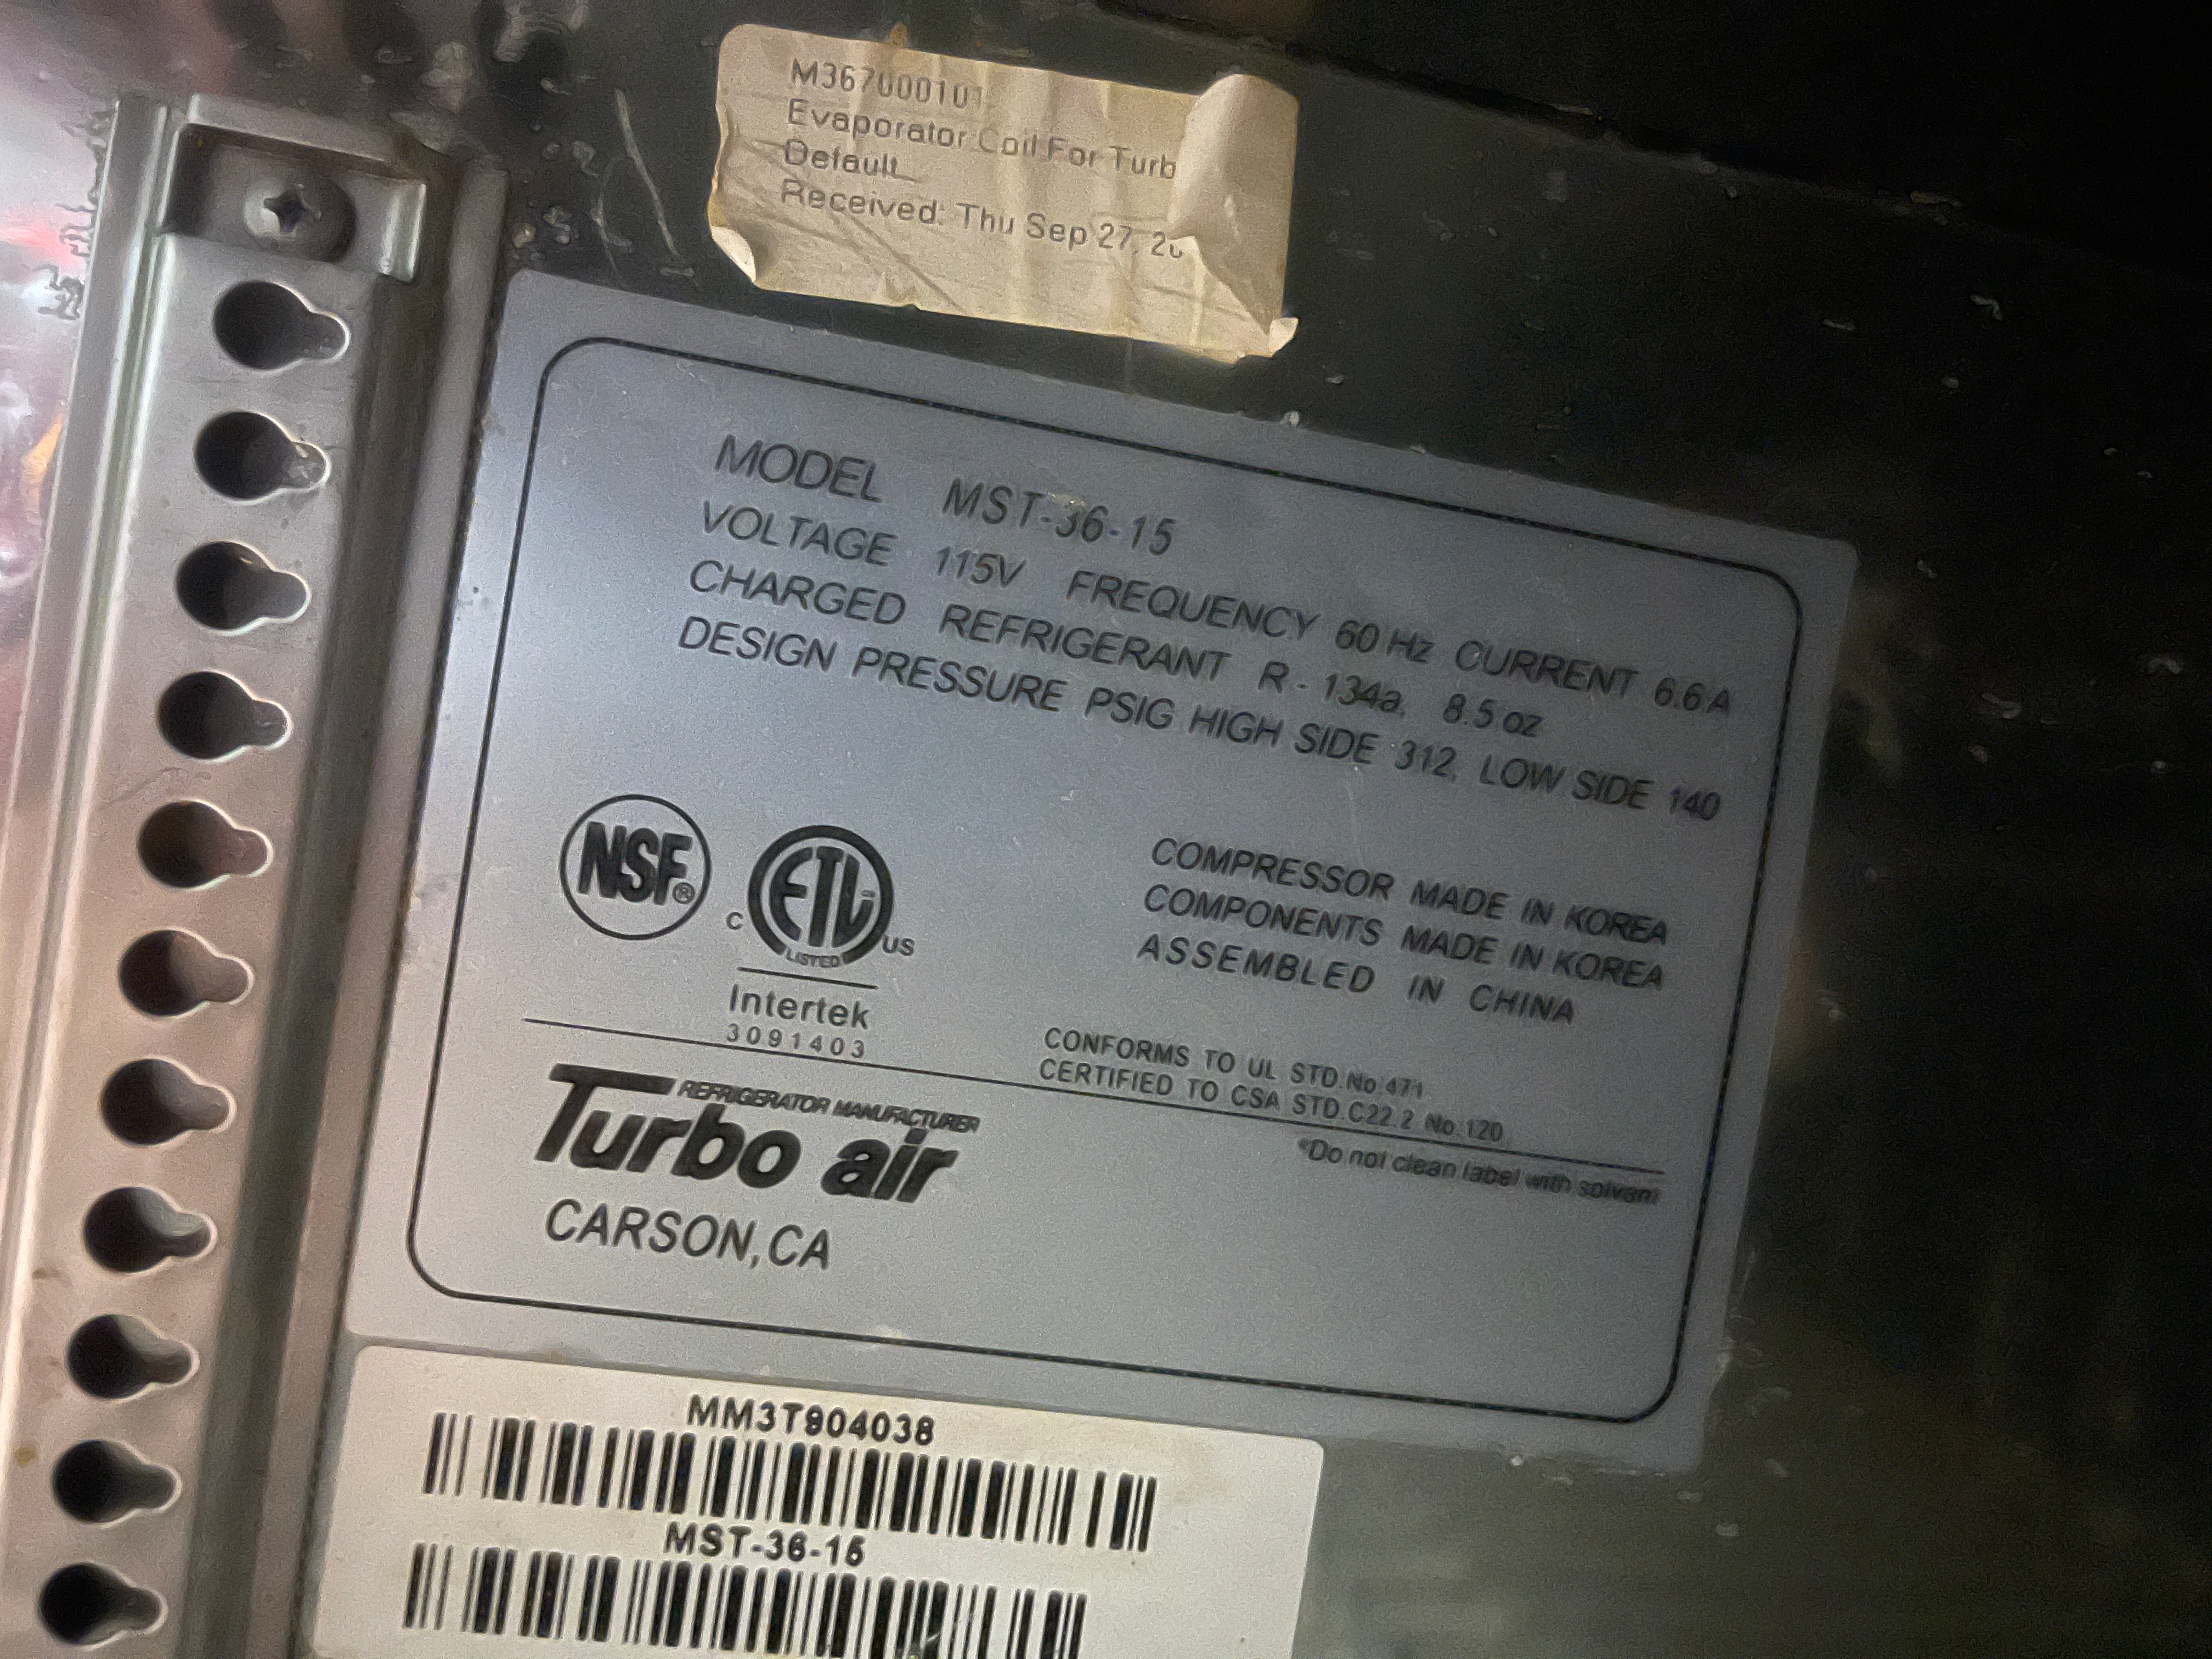 M367000101
Evaporator Coil For Turb
Default
Received: Thu Sep 27, 20
MODEL MST-36-15
VOLTAGE 115V FREQUENCY 60 Hz CURRENT 6.6 A
CHARGED REFRIGERANT R - 134a, 8.5 oz
DESIGN PRESSURE PSIG HIGH SIDE 312, LOW SIDE 140
NSF®
C ETL US
LISTED
Intertek
3091403
COMPRESSOR MADE IN KOREA
COMPONENTS MADE IN KOREA
ASSEMBLED IN CHINA
CONFORMS TO UL STD.No.471.
CERTIFIED TO CSA STD.C22.2 No.120
*Do not clean label with solvent
REFRIGERATOR MANUFACTURER
Turbo air
CARSON,CA
MM3T904038
MST-36-15